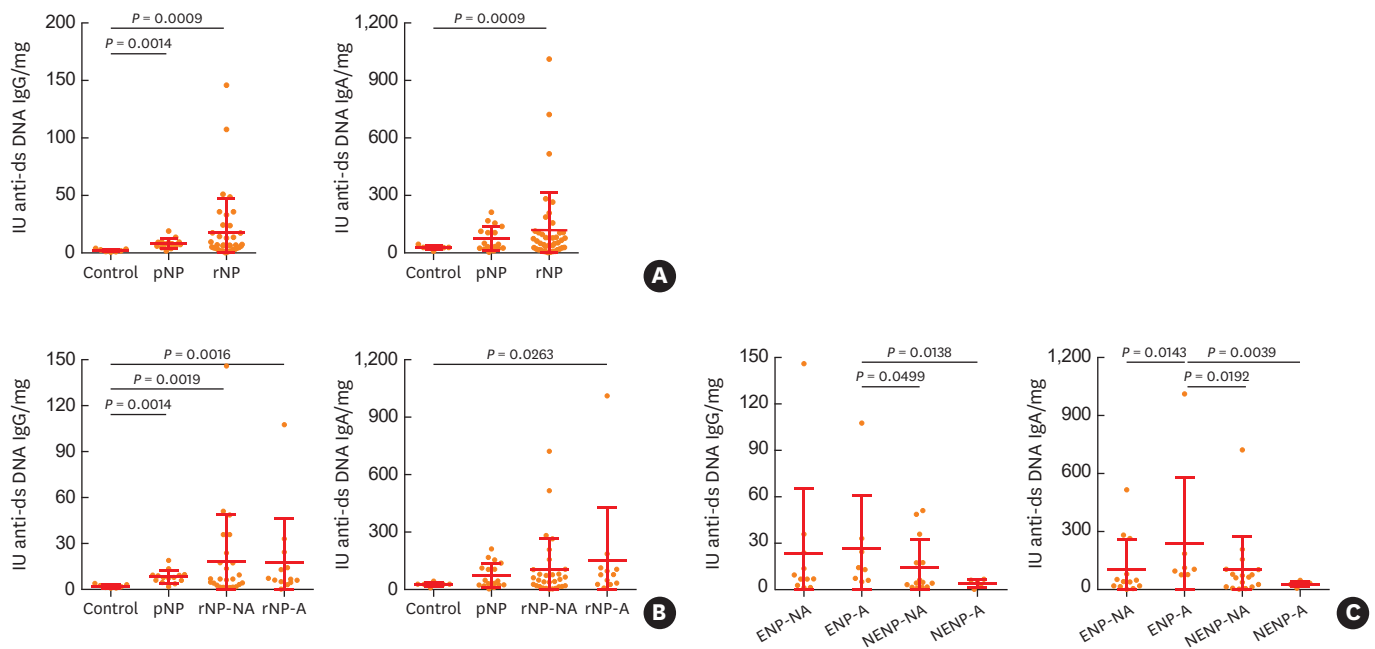 P = 0.0009
P = 0.0014
200
150
100
50
0
IU anti-ds DNA IgG/mg
Control pNP rNP
P = 0.0009
1,200
900
600
300
0
IU anti-ds DNA IgA/mg
Control pNP rNP
A
P = 0.0016
P = 0.0019
P = 0.0014
150
120
90
60
30
0
IU anti-ds DNA IgG/mg
Control pNP rNP-NA rNP-A
P = 0.0263
1,200
900
600
300
0
IU anti-ds DNA IgA/mg
Control pNP rNP-NA rNP-A
B
P = 0.0138
P = 0.0499
150
120
90
60
30
0
IU anti-ds DNA IgG/mg
ENP-NA ENP-A NENP-NA NENP-A
P = 0.0143 P = 0.0039
P = 0.0192
1,200
900
600
300
0
IU anti-ds DNA IgA/mg
ENP-NA ENP-A NENP-NA NENP-A
C